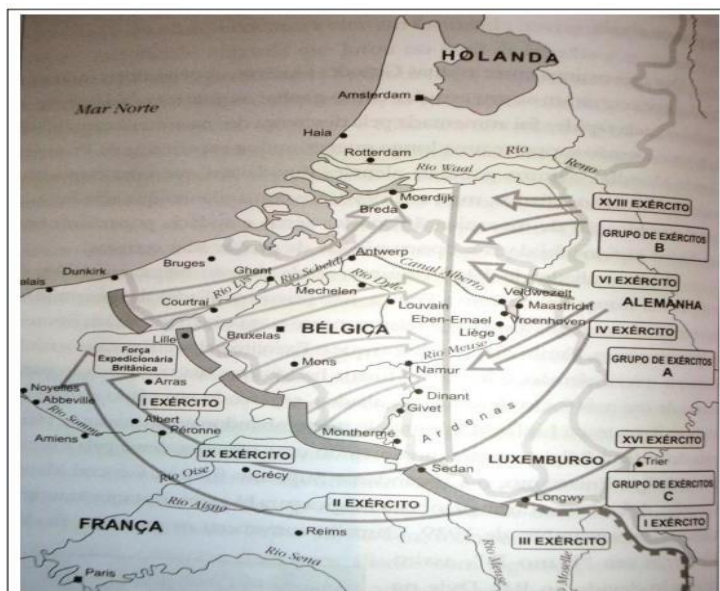 HOLANDA
Mar Norte
Amsterdam
Haia
Rotterdam
Rio
Reno
Rio Waal
Moerdijk
Breda
XVIII EXÉRCITO
GRUPO DE EXÉRCITOS
B
Antwerp
Canal Alberto
VI EXÉRCITO
Dunkirk
Bruges
Ghent
Rio Scheldt
Rio Lys
Mechelen
Rio Dyle
Courtrai
Louvain
Veldwezelt
Maastricht
ALEMANHA
Eben-Emael
Vroenhoven
IV EXÉRCITO
Bruxelas
BÉLGIÇA
Liège
Lille
Rio Meuse
GRUPO DE EXÉRCITOS
A
Força
Expedicionária
Britânica
Mons
Namur
Noyelles
Arras
Dinant
Abbeville
I EXÉRCITO
Givet
Ardenas
Rio Somme
Albert
Péronne
Amiens
Monthermé
XVI EXÉRCITO
IX EXÉRCITO
Sedan
LUXEMBURGO
Trier
Rio Oise
Crécy
GRUPO DE EXÉRCITOS
C
II EXÉRCITO
Longwy
Rio Aisne
I EXÉRCITO
FRANÇA
Reims
III EXÉRCITO
Rio Meuse
Rio Moselle
Rio Sena
Paris